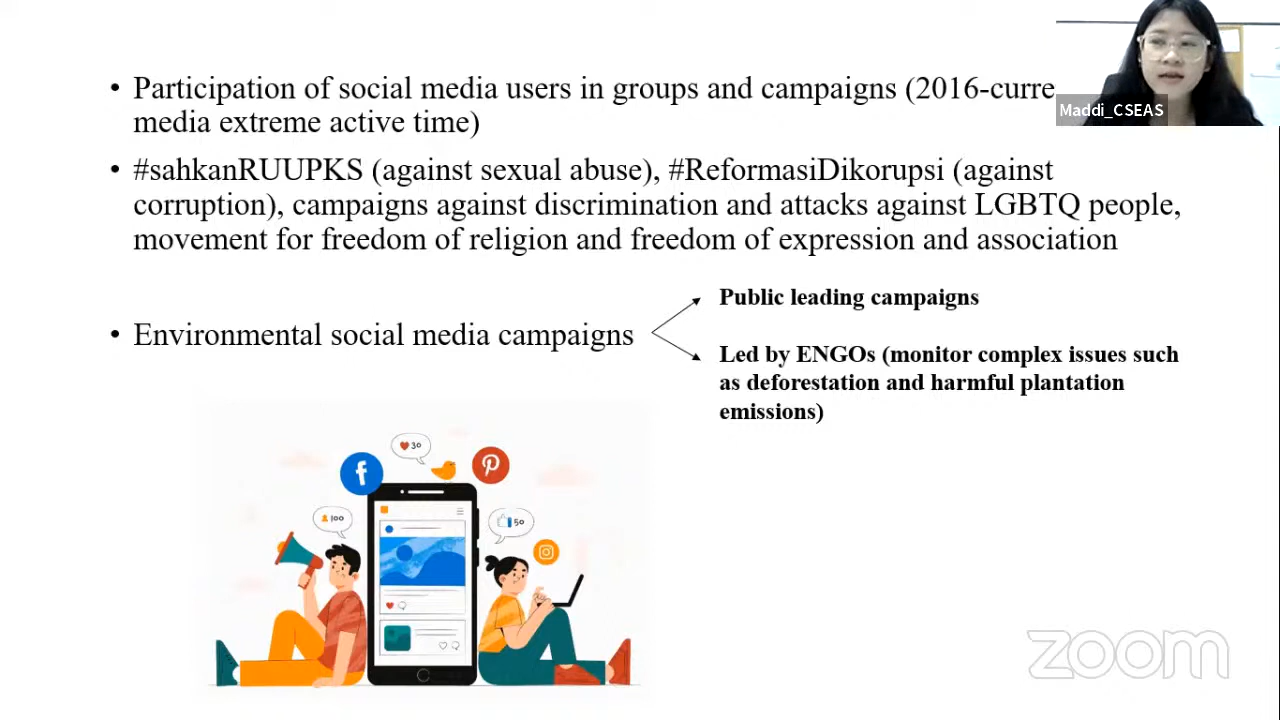 Participation of social media users in groups and campaigns (2016-curre
media extreme active time)
Maddi_CSEAS
#sahkanRUUPKS (against sexual abuse), #ReformasiDikorupsi (against
corruption), campaigns against discrimination and attacks against LGBTQ people,
movement for freedom of religion and freedom of expression and association
Environmental social media campaigns
Public leading campaigns
Led by ENGOs (monitor complex issues such
as deforestation and harmful plantation
emissions)
30
100
50
zoom